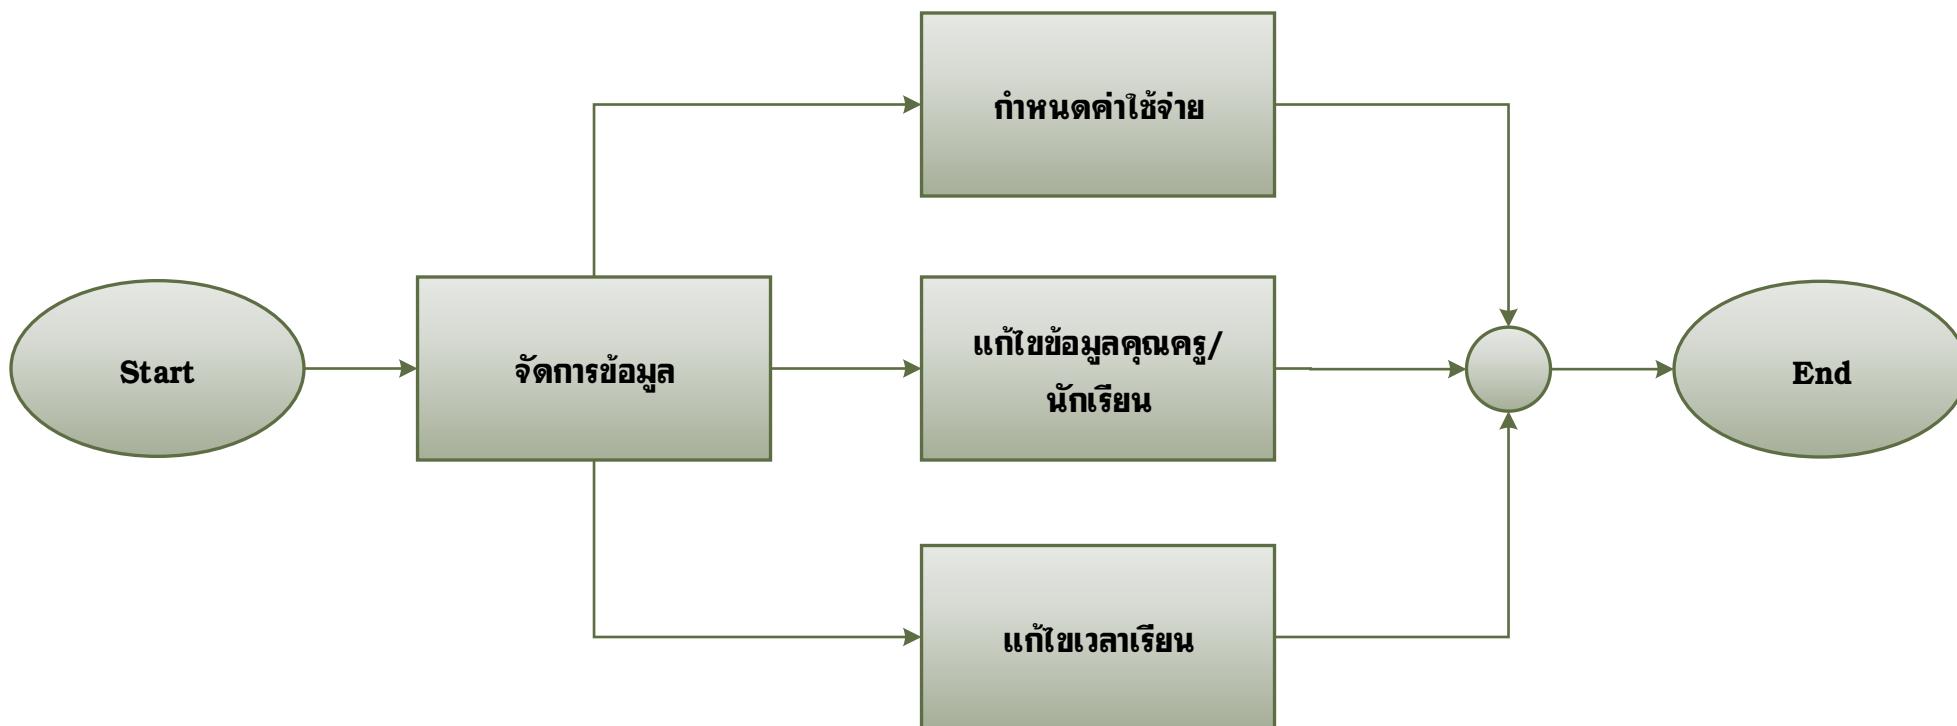 กำหนดค่าใช้จ่าย
Start
จัดการข้อมูล
แก้ไขข้อมูลคุณครู/
นักเรียน
End
แก้ไขเวลาเรียน